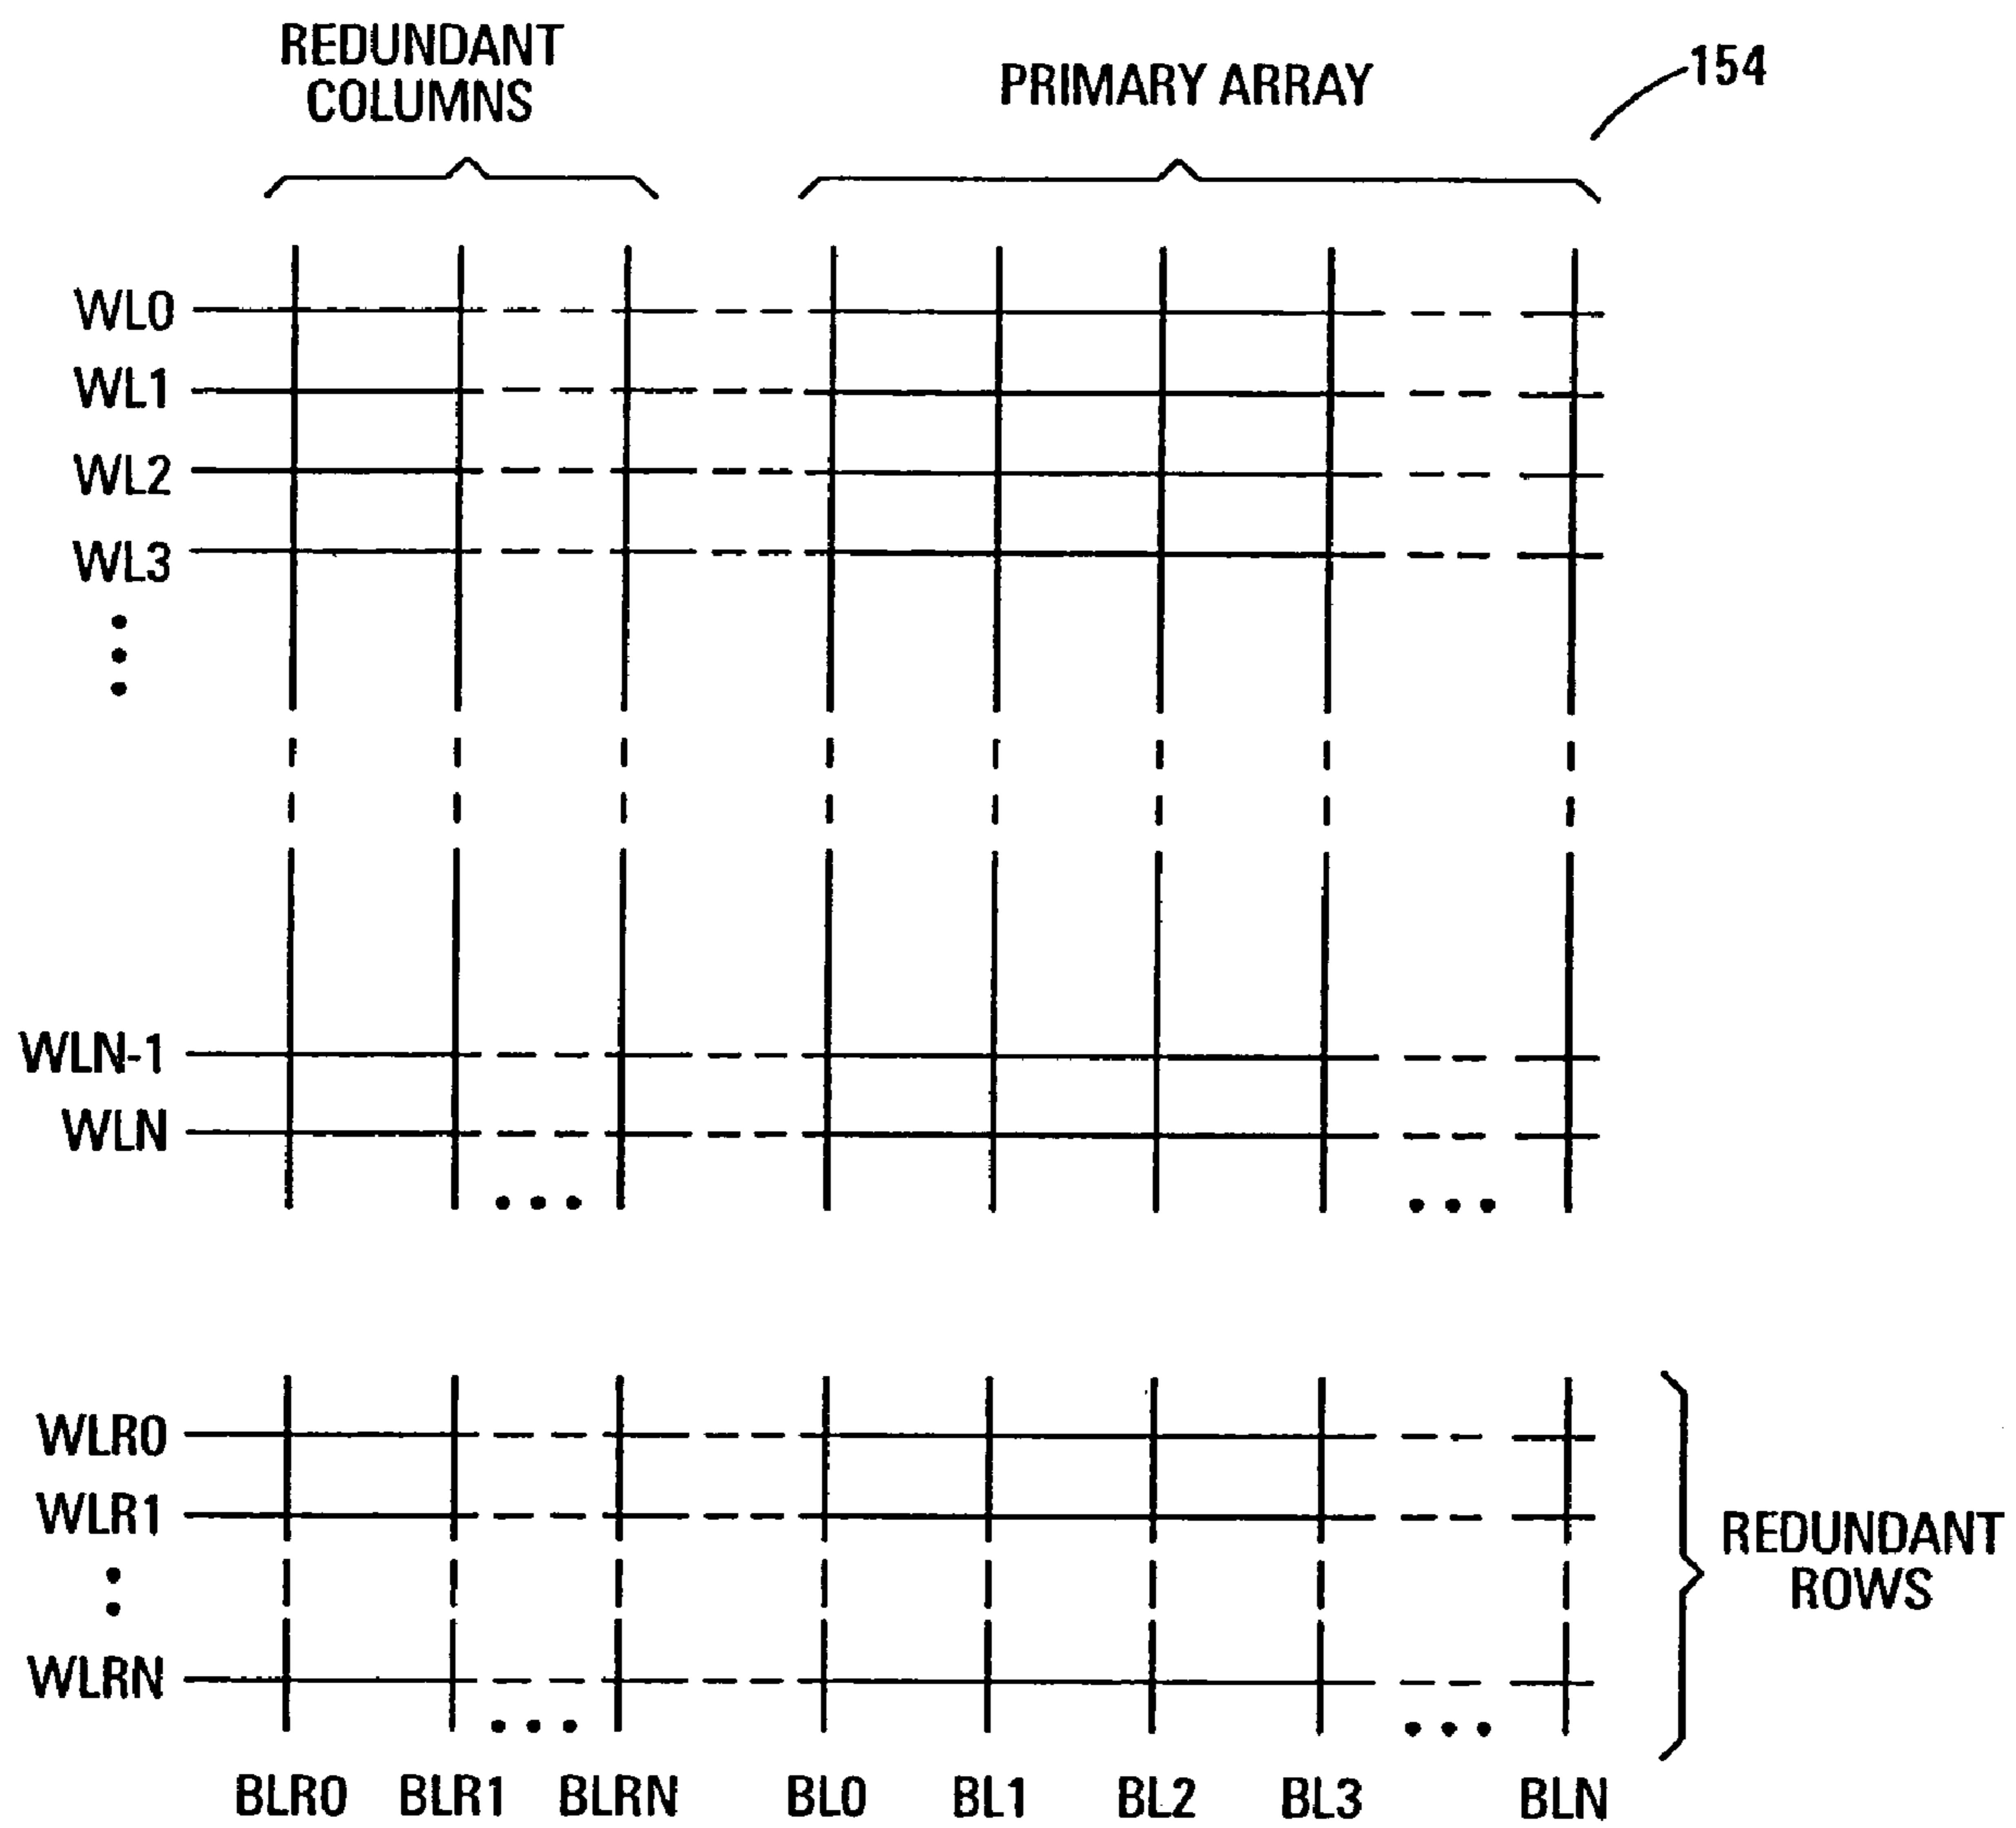 REDUNDANT
COLUMNS
PRIMARY ARRAY
154
WL0
WL1
WL2
WL3
WLN-1
WLN
WLR0
WLR1
WLRN
REDUNDANT
ROWS
BLR0 BLR1 BLRN BL0 BL1 BL2 BL3 BLN